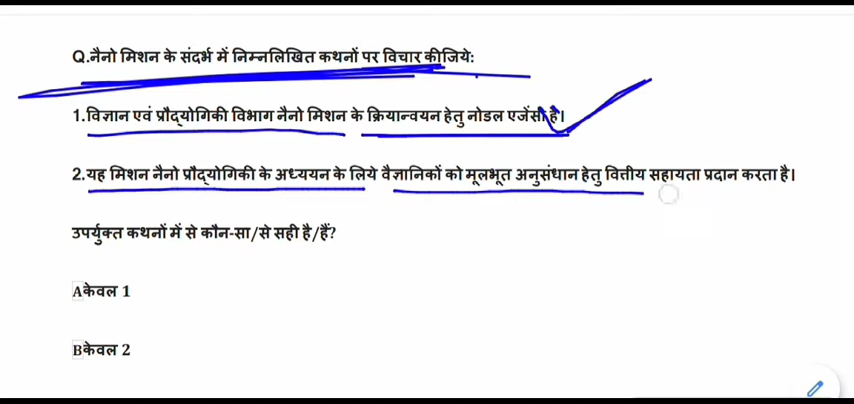 Q.नैनो मिशन के संदर्भ में निम्नलिखित कथनों पर विचार कीजिये:
1.विज्ञान एवं प्रौद्योगिकी विभाग नैनो मिशन के क्रियान्वयन हेतु नोडल एजेंसी है।
2.यह मिशन नैनो प्रौद्योगिकी के अध्ययन के लिये वैज्ञानिकों को मूलभूत अनुसंधान हेतु वित्तीय सहायता प्रदान करता है।
उपर्युक्त कथनों में से कौन-सा/से सही है/हैं?
Aकेवल 1
Bकेवल 2